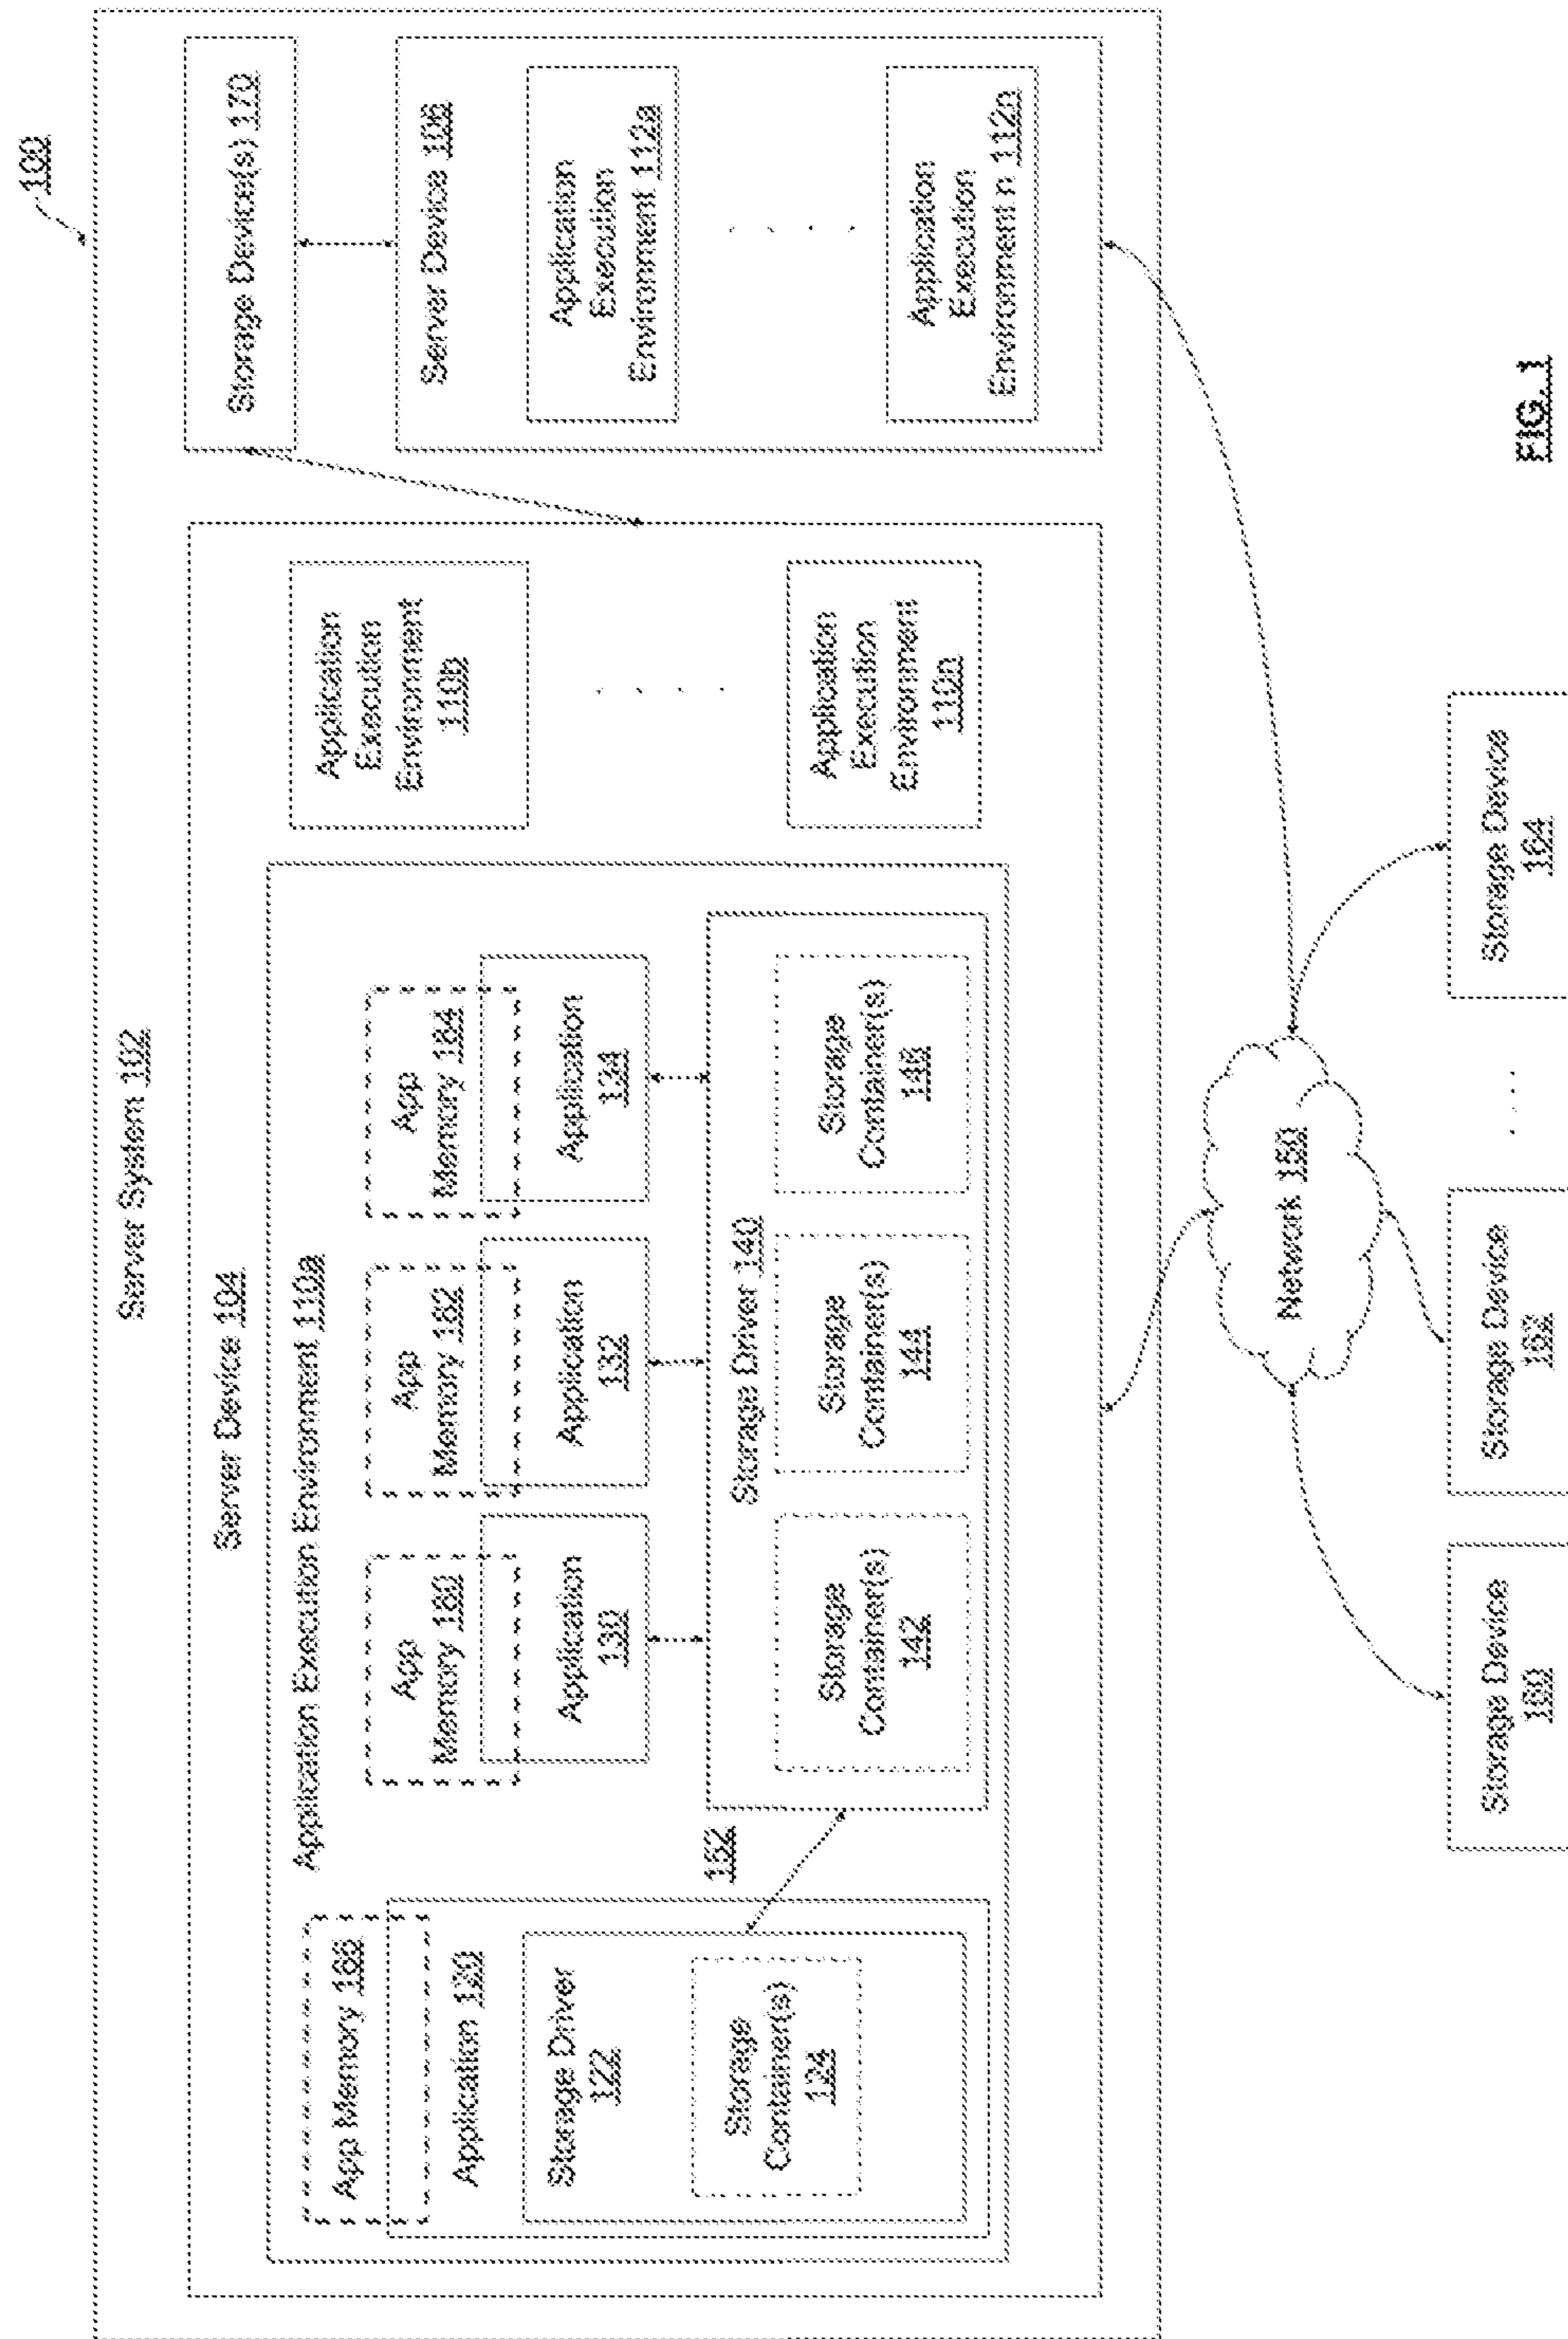 100
Server System 102
Server Device 104
Application Execution Environment 110a
App Memory 188
Application 120
Storage Driver
122
Storage
Container(s)
124
152
App
Memory 180
Application
130
App
Memory 182
Application
132
App
Memory 184
Application
134
Storage Driver 140
Storage
Container(s)
142
Storage
Container(s)
144
Storage
Container(s)
146
Application
Execution
Environment
110b
. . . .
Application
Execution
Environment
110n
Storage Device(s) 170
Server Device 106
Application
Execution
Environment 112a
. . . .
Application
Execution
Environment n 112n
Network 150
Storage Device
160
Storage Device
162
. . .
Storage Device
164
FIG. 1